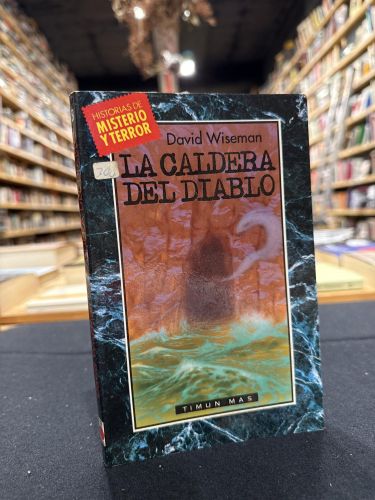 HISTORIAS DE
MISTERIO
Y TERROR
David Wiseman
LA CALDERA
DEL DIABLO
TIMUN MAS